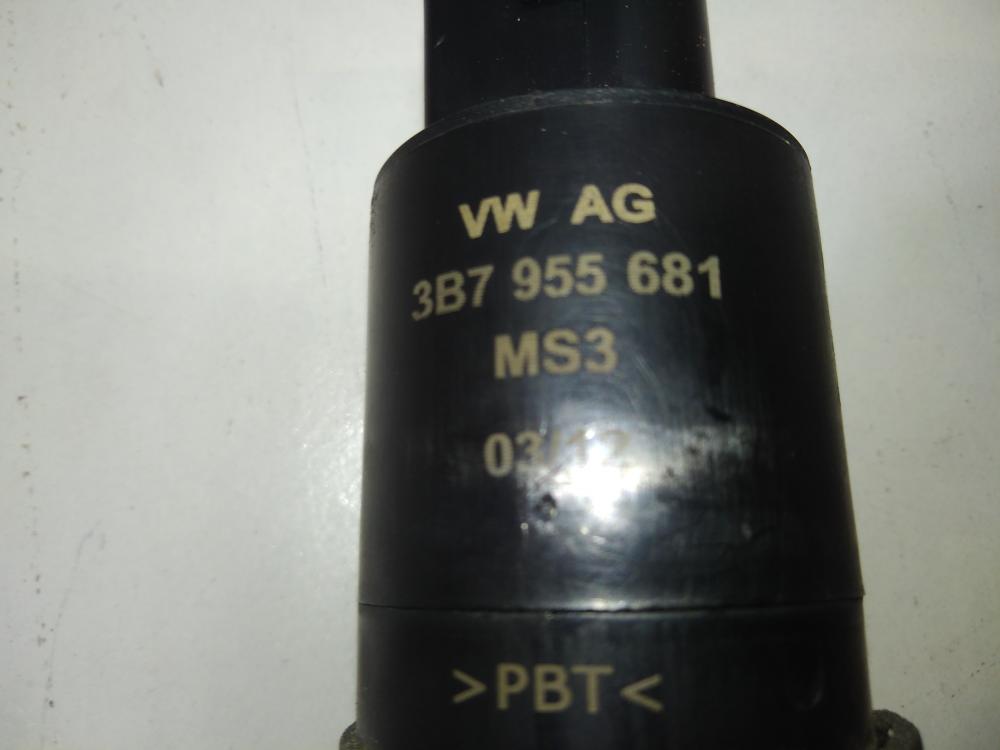 VW AG
3B7 955 681
MS3
03/12
>PBT<